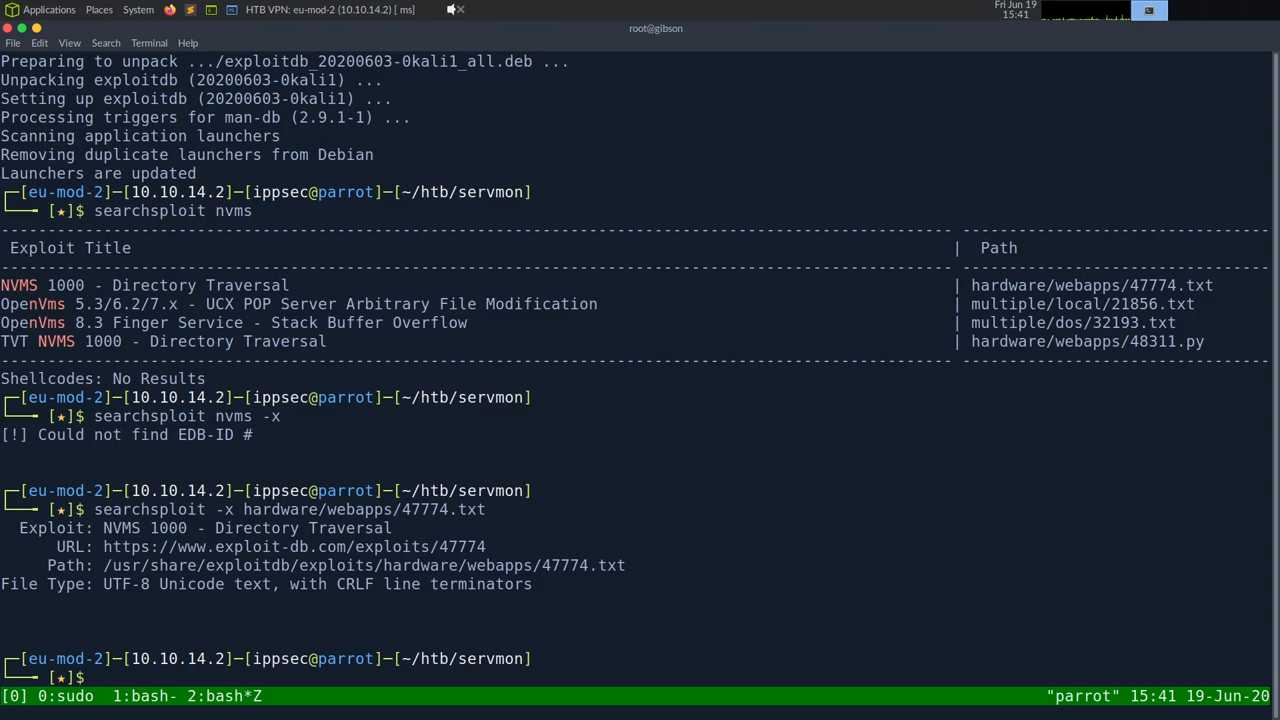 Applications Places System HTB VPN: eu-mod-2 (10.10.14.2) [ ms] Fri Jun 19
15:41
root@gibson
File Edit View Search Terminal Help
Preparing to unpack .../exploitdb_20200603-0kali1_all.deb ...
Unpacking exploitdb (20200603-0kali1) ...
Setting up exploitdb (20200603-0kali1) ...
Processing triggers for man-db (2.9.1-1) ...
Scanning application launchers
Removing duplicate launchers from Debian
Launchers are updated
┌─[eu-mod-2]─[10.10.14.2]─[ippsec@parrot]─[~/htb/servmon]
└──╼ [★]$ searchsploit nvms
Exploit Title | Path
NVMS 1000 - Directory Traversal | hardware/webapps/47774.txt
OpenVms 5.3/6.2/7.x - UCX POP Server Arbitrary File Modification | multiple/local/21856.txt
OpenVms 8.3 Finger Service - Stack Buffer Overflow | multiple/dos/32193.txt
TVT NVMS 1000 - Directory Traversal | hardware/webapps/48311.py
Shellcodes: No Results
┌─[eu-mod-2]─[10.10.14.2]─[ippsec@parrot]─[~/htb/servmon]
└──╼ [★]$ searchsploit nvms -x
[!] Could not find EDB-ID #
┌─[eu-mod-2]─[10.10.14.2]─[ippsec@parrot]─[~/htb/servmon]
└──╼ [★]$ searchsploit -x hardware/webapps/47774.txt
Exploit: NVMS 1000 - Directory Traversal
URL: https://www.exploit-db.com/exploits/47774
Path: /usr/share/exploitdb/exploits/hardware/webapps/47774.txt
File Type: UTF-8 Unicode text, with CRLF line terminators
┌─[eu-mod-2]─[10.10.14.2]─[ippsec@parrot]─[~/htb/servmon]
└──╼ [★]$
[0] 0:sudo 1:bash- 2:bash*Z "parrot" 15:41 19-Jun-20